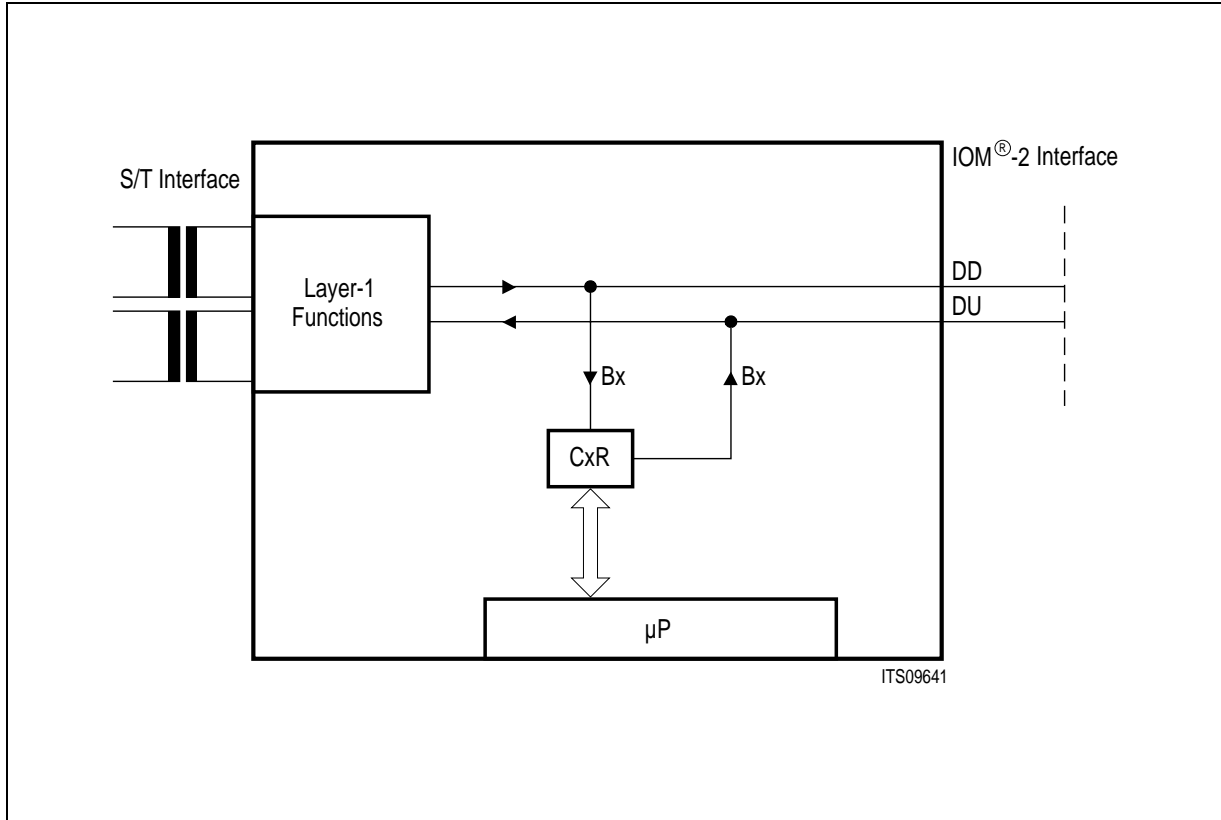 S/T Interface
IOM®-2 Interface
Layer-1
Functions
DD
DU
Bx
Bx
CxR
µP
ITS09641